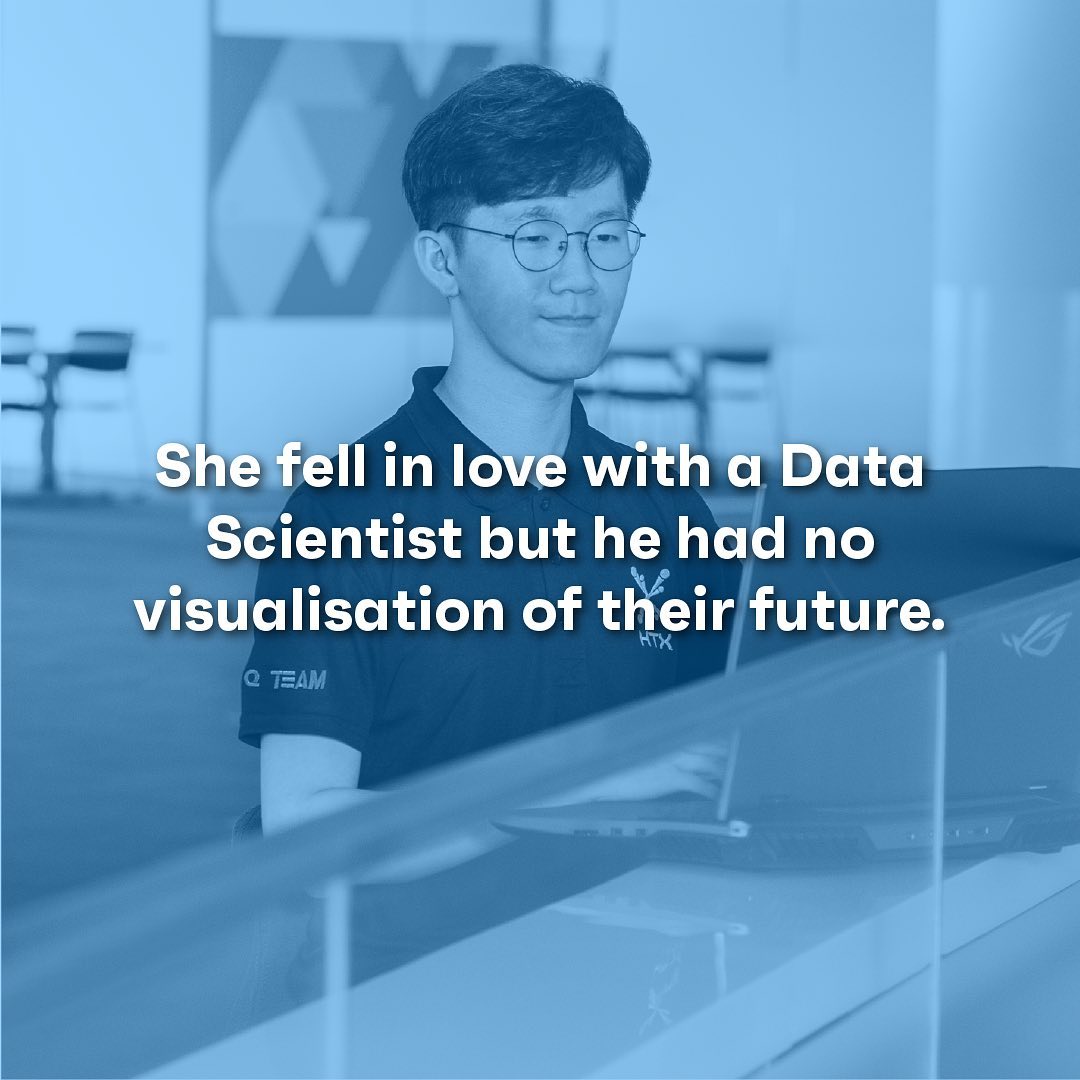 She fell in love with a Data
Scientist but he had no
visualisation of their future.
HTX
Q TEAM